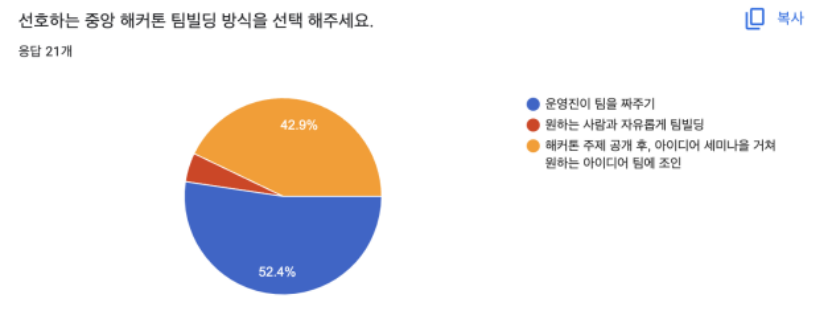 선호하는 중앙 해커톤 팀빌딩 방식을 선택 해주세요.
복사
응답 21개
운영진이 팀을 짜주기
원하는 사람과 자유롭게 팀빌딩
해커톤 주제 공개 후, 아이디어 세미나을 거쳐
원하는 아이디어 팀에 조인
42.9%
52.4%